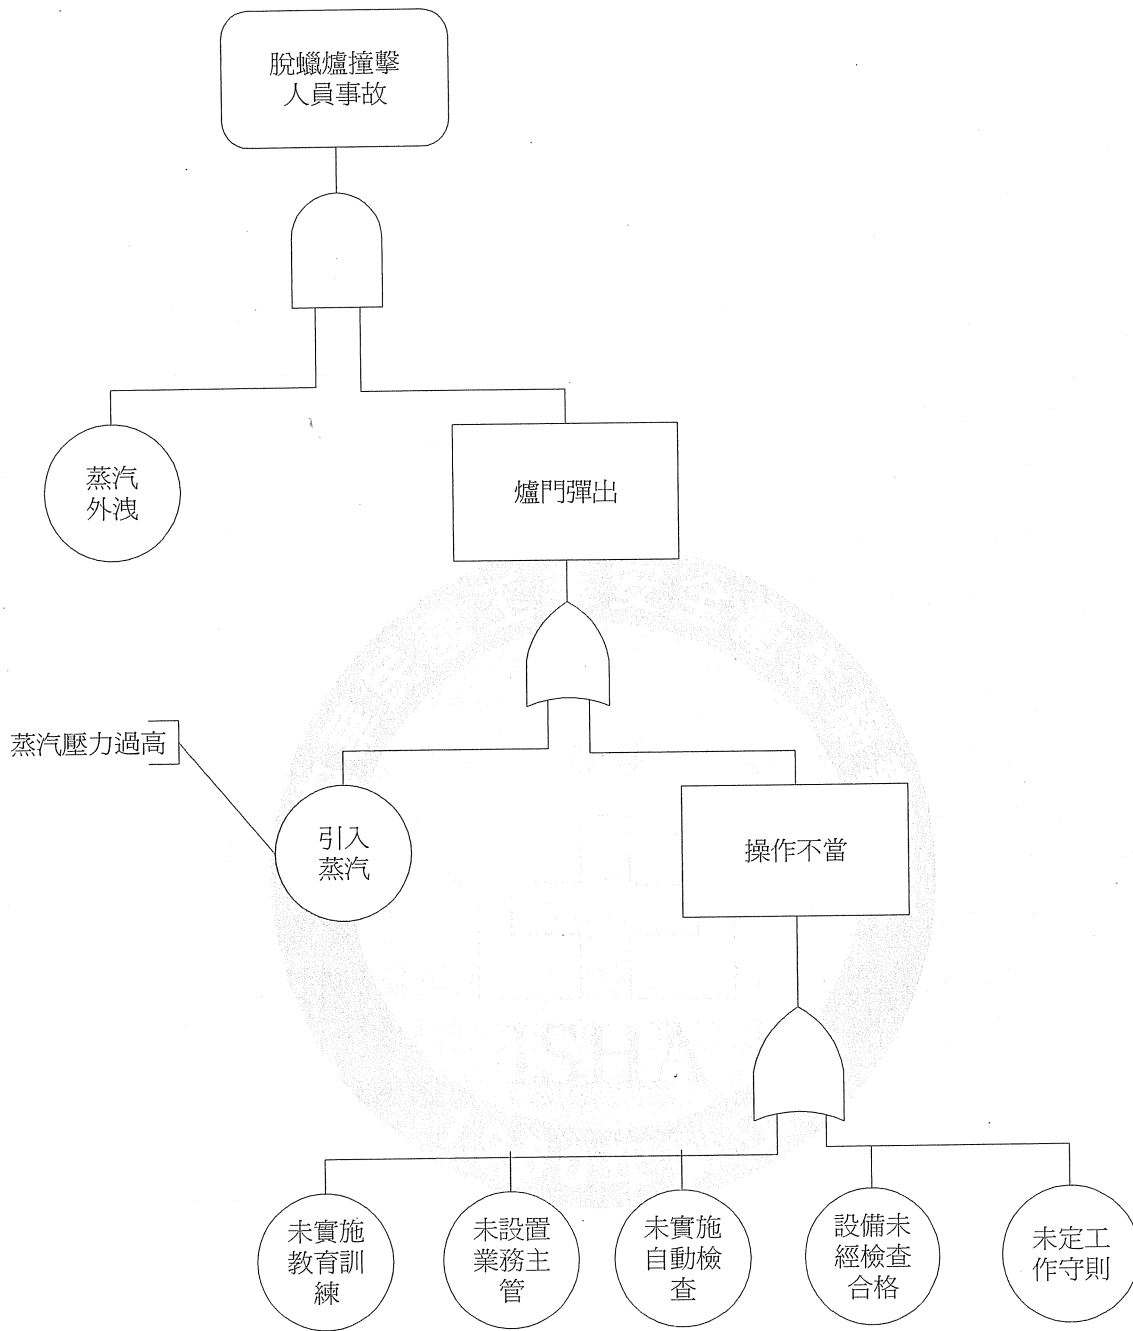 脫蠟爐撞擊
人員事故
蒸汽
外洩
爐門彈出
蒸汽壓力過高
引入
蒸汽
操作不當
未實施
教育訓
練
未設置
業務主
管
未實施
自動檢
查
設備未
經檢查
合格
未定工
作守則